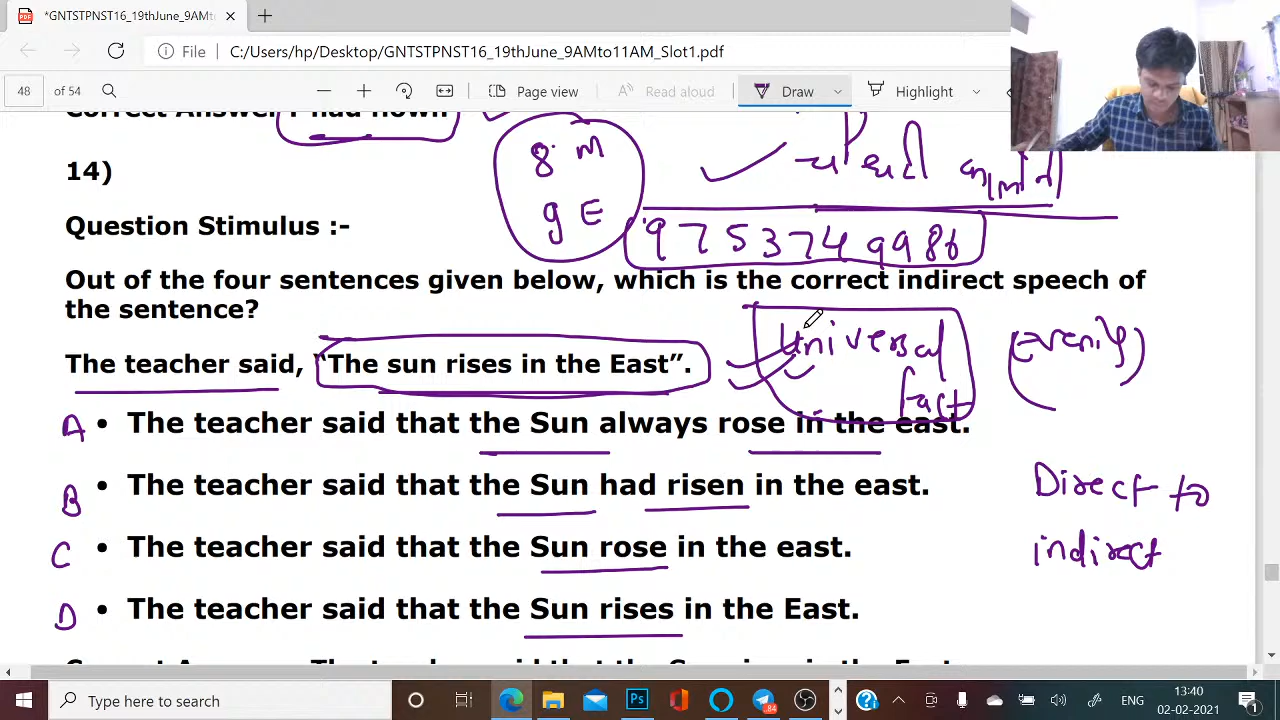 *GNTSTPNST16_19thJune_9AMt
File C:/Users/hp/Desktop/GNTSTPNST16_19thJune_9AMto11AM_Slot1.pdf
48 of 54 Page view Read aloud Draw Highlight
8 M
9 E
9753749986
14)
Question Stimulus :-
Out of the four sentences given below, which is the correct indirect speech of
the sentence?
The teacher said, “The sun rises in the East”.
Universal
fact
A • The teacher said that the Sun always rose in the east.
B • The teacher said that the Sun had risen in the east.
C • The teacher said that the Sun rose in the east.
D • The teacher said that the Sun rises in the East.
Direct to
indirect
Type here to search
ENG
13:40
02-02-2021